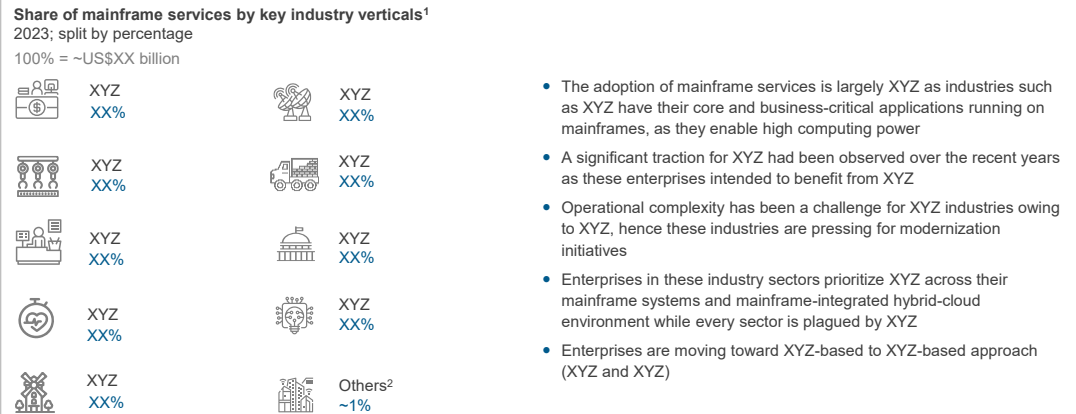 Share of mainframe services by key industry verticals¹
2023; split by percentage
100% = ~US$XX billion
XYZ
XX%
XYZ
XX%
XYZ
XX%
XYZ
XX%
XYZ
XX%
XYZ
XX%
XYZ
XX%
XYZ
XX%
XYZ
XX%
Others²
~1%
• The adoption of mainframe services is largely XYZ as industries such
as XYZ have their core and business-critical applications running on
mainframes, as they enable high computing power
• A significant traction for XYZ had been observed over the recent years
as these enterprises intended to benefit from XYZ
• Operational complexity has been a challenge for XYZ industries owing
to XYZ, hence these industries are pressing for modernization
initiatives
• Enterprises in these industry sectors prioritize XYZ across their
mainframe systems and mainframe-integrated hybrid-cloud
environment while every sector is plagued by XYZ
• Enterprises are moving toward XYZ-based to XYZ-based approach
(XYZ and XYZ)